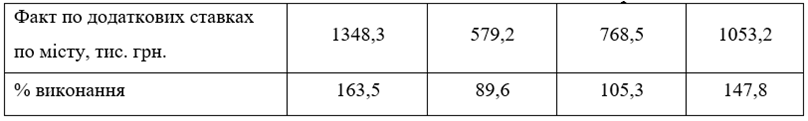 Факт по додаткових ставках по місту, тис. грн. 1348,3 579,2 768,5 1053,2
% виконання 163,5 89,6 105,3 147,8